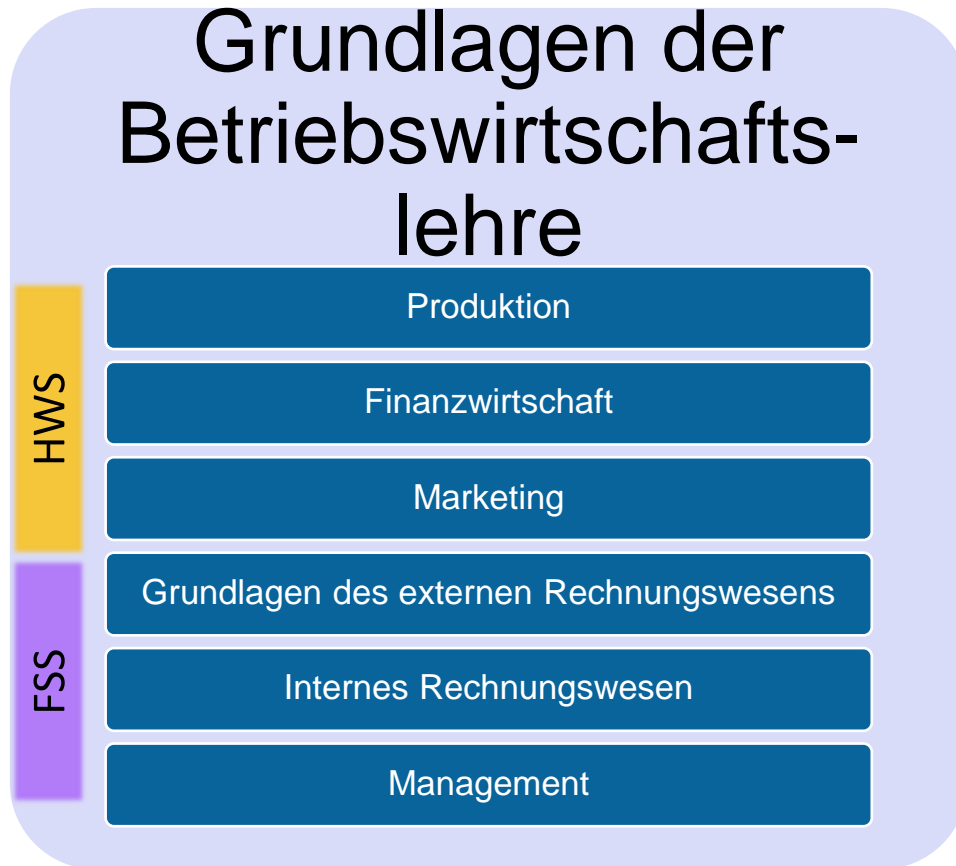 Grundlagen der
Betriebswirtschafts-
lehre
HWS
Produktion
Finanzwirtschaft
Marketing
FSS
Grundlagen des externen Rechnungswesens
Internes Rechnungswesen
Management